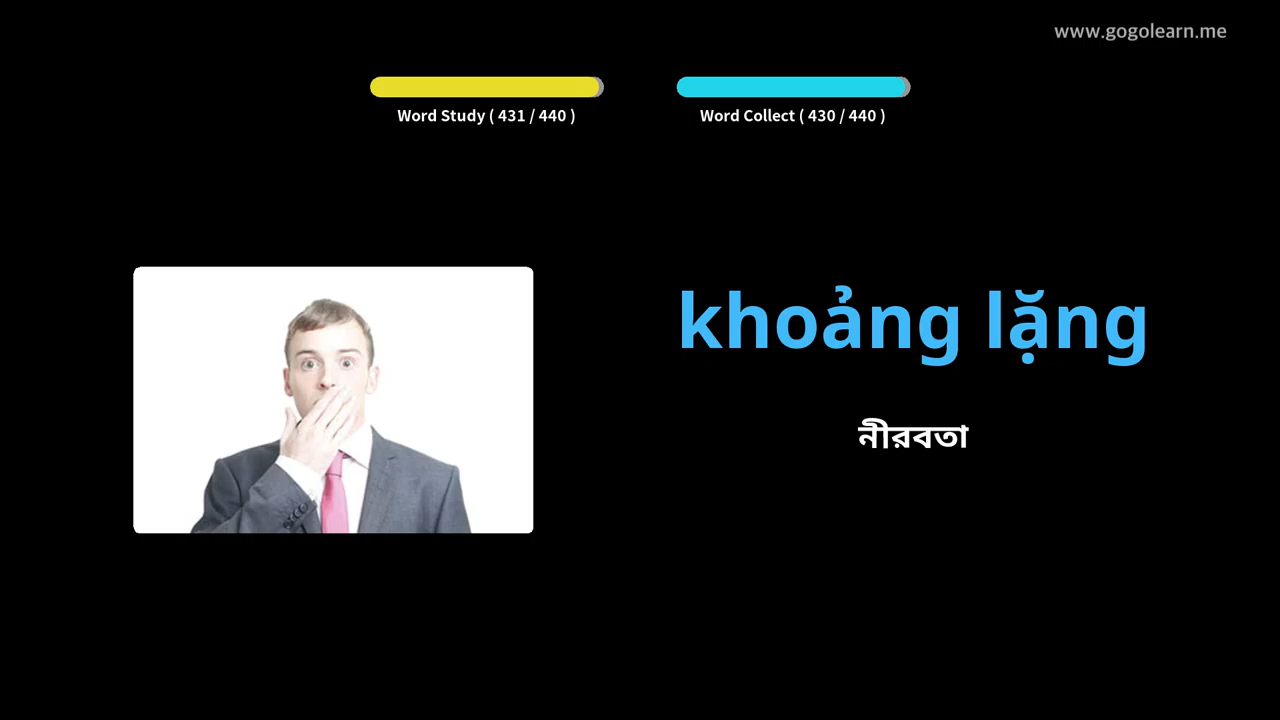 www.gogolearn.me
Word Study ( 431 / 440 )
Word Collect ( 430 / 440 )
khoảng lặng
নীরবতা